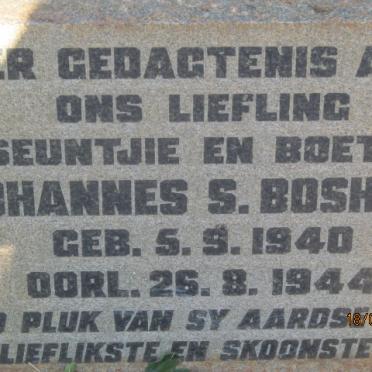 ER GEDAGTENIS A
ONS LIEFLING
SEUNTJIE EN BOET
OHANNES S. BOSH
GEB. 5. 9. 1940
OORL. 26. 8. 1944
PLUK VAN SY AARDS
LIEFLIKSTE EN SKOONSTE
18/0